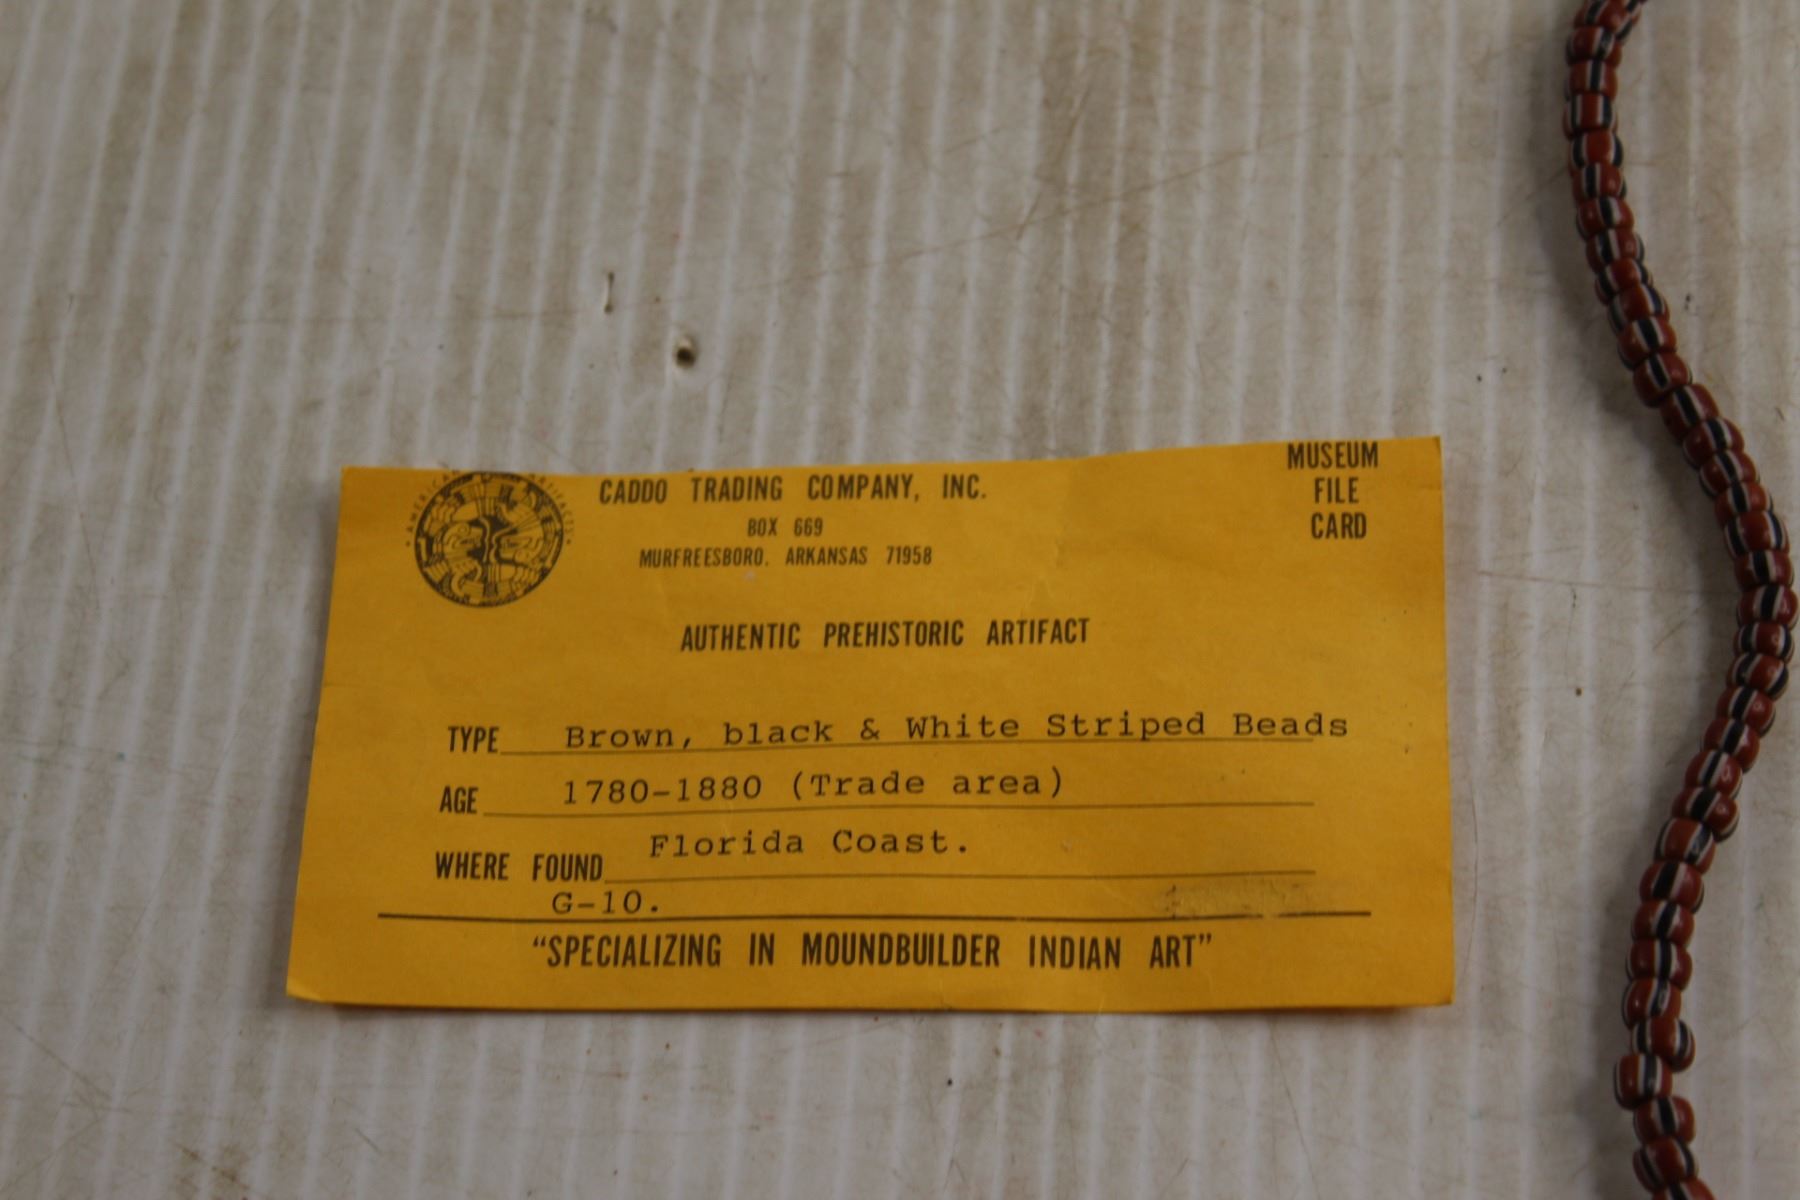 CADDO TRADING COMPANY, INC.
BOX 669
MURFREESBORO, ARKANSAS 71958
MUSEUM
FILE
CARD
AUTHENTIC PREHISTORIC ARTIFACT
TYPE Brown, black & White Striped Beads
AGE 1780-1880 (Trade area)
WHERE FOUND Florida Coast.
G-10.
“SPECIALIZING IN MOUNDBUILDER INDIAN ART”